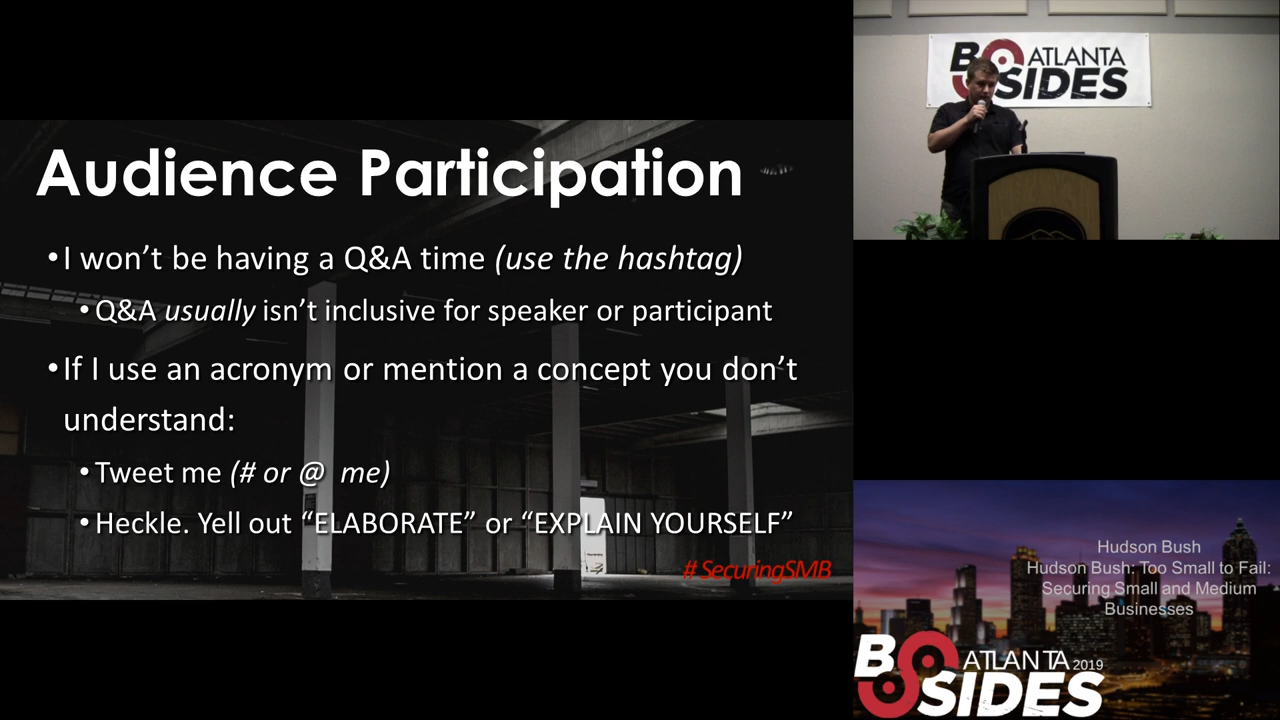 Audience Participation
•I won’t be having a Q&A time (use the hashtag)
•Q&A usually isn’t inclusive for speaker or participant
•If I use an acronym or mention a concept you don’t
understand:
•Tweet me (# or @ me)
•Heckle. Yell out “ELABORATE” or “EXPLAIN YOURSELF”
#SecuringSMB
BSIDES ATLANTA
Hudson Bush
Hudson Bush: Too Small to Fail:
Securing Small and Medium
Businesses
BSIDES ATLANTA 2019